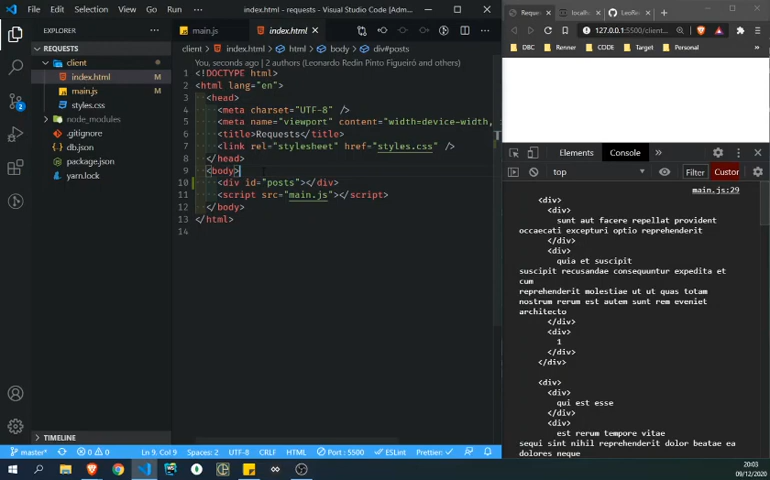 File Edit Selection View Go Run ··· index.html - requests - Visual Studio Code [Adm...
EXPLORER ···
REQUESTS
client
index.html M
main.js M
styles.css
node_modules
.gitignore
db.json
package.json
yarn.lock
TIMELINE
main.js index.html ×
client > index.html > html > body > div#posts
You, seconds ago | 2 authors (Leonardo Redin Pinto Figueiró and others)
1 <!DOCTYPE html>
2 <html lang="en">
3 <head>
4 <meta charset="UTF-8" />
5 <meta name="viewport" content="width=device-width,
6 <title>Requests</title>
7 <link rel="stylesheet" href="styles.css" />
8 </head>
9 <body>
10 <div id="posts"></div>
11 <script src="main.js"></script>
12 </body>
13 </html>
14
master* 0 0 Ln 9, Col 9 Spaces: 2 UTF-8 CRLF HTML Port : 5500 ESLint Prettier: ✓
Reque localh LeoRe
127.0.0.1:5500/client...
DBC Renner CODE Target Personal »
Elements Console »
top Filter Custor
main.js:29
<div>
<div>
sunt aut facere repellat provident
occaecati excepturi optio reprehenderit
</div>
<div>
quia et suscipit
suscipit recusandae consequuntur expedita et
cum
reprehenderit molestiae ut ut quas totam
nostrum rerum est autem sunt rem eveniet
architecto
</div>
<div>
1
</div>
</div>
<div>
<div>
qui est esse
</div>
<div>
est rerum tempore vitae
sequi sint nihil reprehenderit dolor beatae ea
dolores neque
20:03
09/12/2020